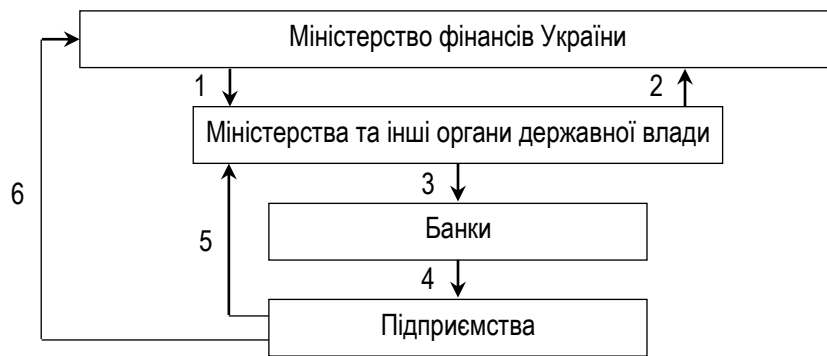 Міністерство фінансів України
1
2
Міністерства та інші органи державної влади
3
6
5
Банки
4
Підприємства